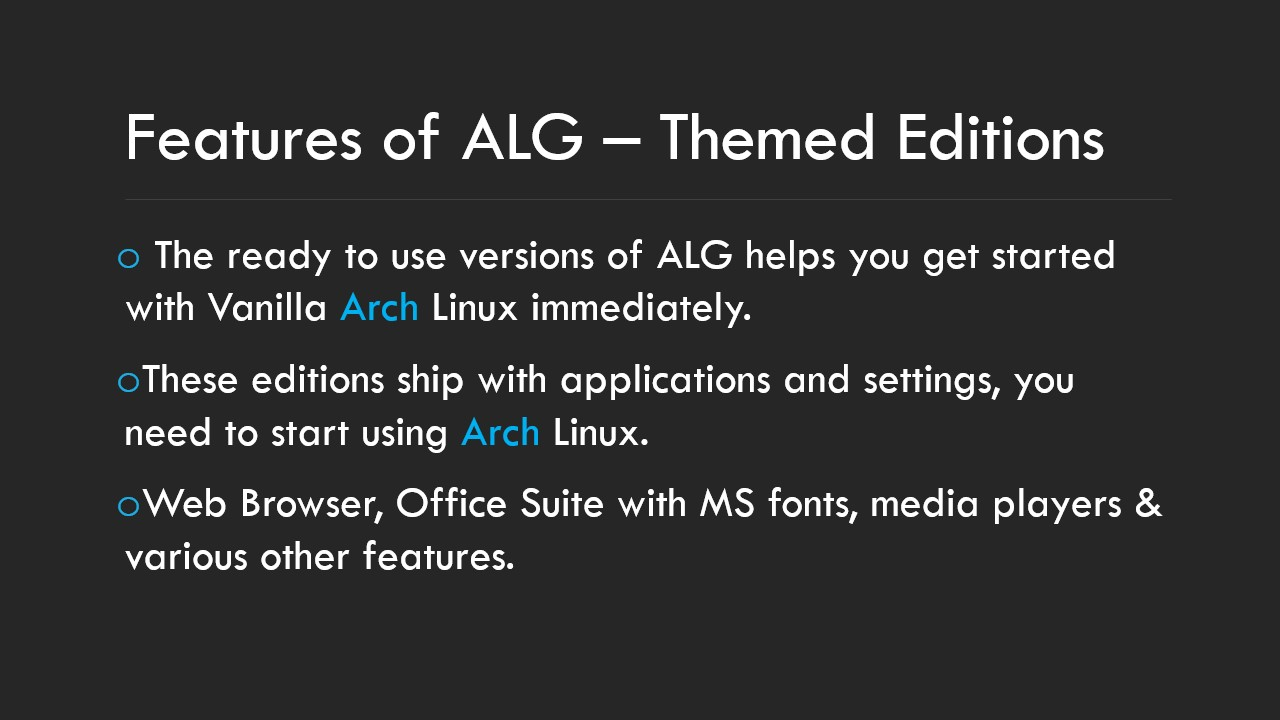 Features of ALG – Themed Editions
o The ready to use versions of ALG helps you get started
with Vanilla Arch Linux immediately.
oThese editions ship with applications and settings, you
need to start using Arch Linux.
oWeb Browser, Office Suite with MS fonts, media players &
various other features.